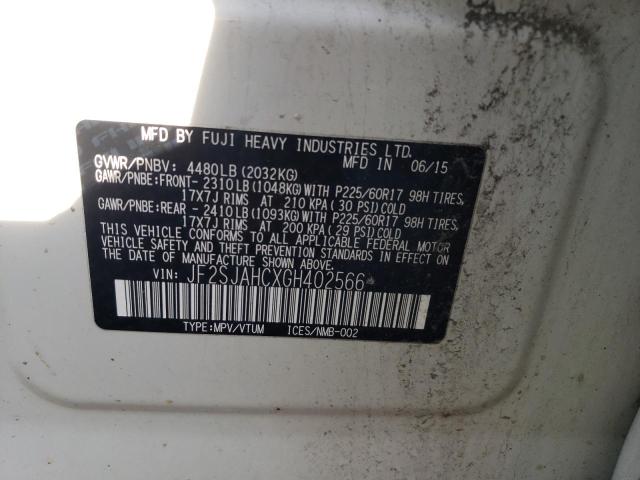 MFD BY FUJI HEAVY INDUSTRIES LTD.
GVWR/PNBV: 4480LB(2032KG) MFD IN 06/15
GAWR/PNBE:FRONT- 2310LB(1048KG)WITH P225/60R17 98H TIRES,
17X7J RIMS AT 210 KPA(30 PSI)COLD
GAWR/PNBE:REAR - 2410LB(1093KG)WITH P225/60R17 98H TIRES,
17X7J RIMS AT 200 KPA(29 PSI)COLD
THIS VEHICLE CONFORMS TO ALL APPLICABLE FEDERAL MOTOR
VEHICLE SAFETY AND THEFT PREVENTION STANDARDS IN EFFECT
ON THE DATE OF MANUFACTURE SHOWN ABOVE.
VIN: JF2SJAHCXGH402566
TYPE:MPV/VTUM ICES/NMB-002